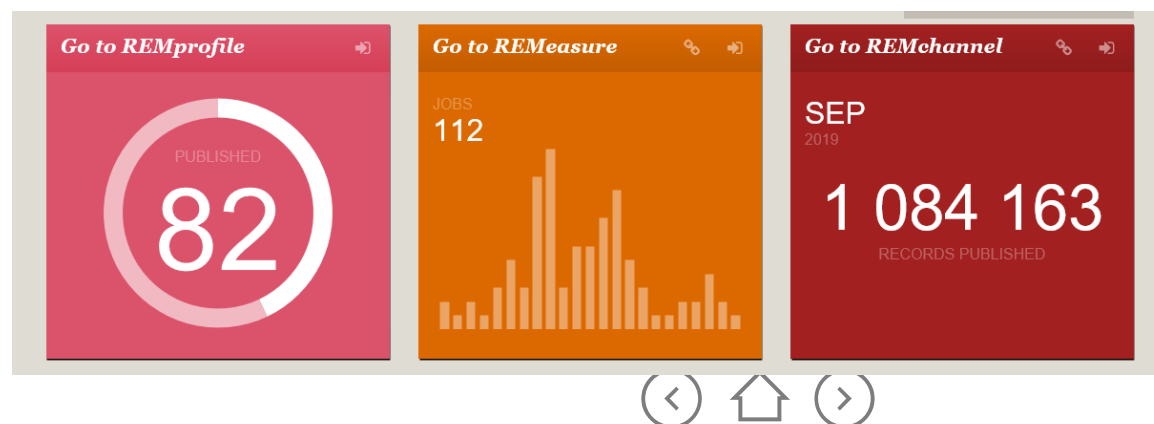 Go to REMprofile
PUBLISHED
82
Go to REMeasure
JOBS
112
Go to REMchannel
SEP
2019
1 084 163
RECORDS PUBLISHED